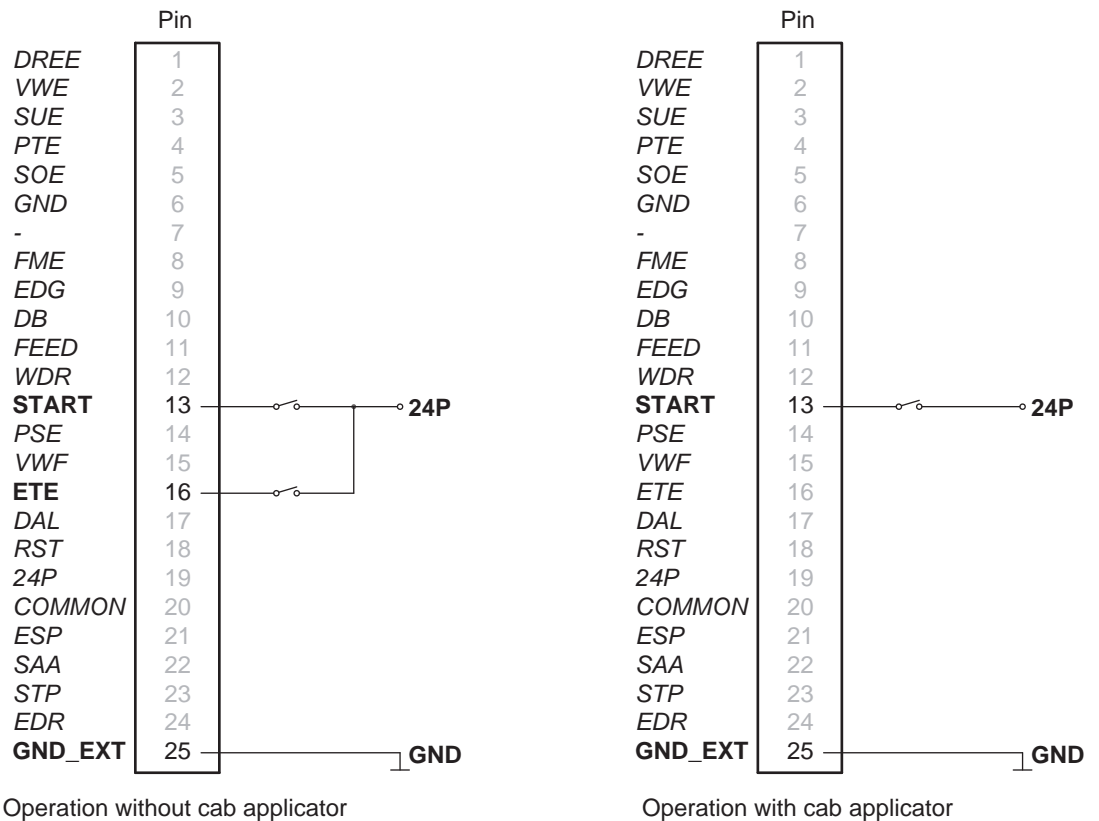 Pin
DREE 1
VWE 2
SUE 3
PTE 4
SOE 5
GND 6
- 7
FME 8
EDG 9
DB 10
FEED 11
WDR 12
START 13 24P
PSE 14
VWF 15
ETE 16
DAL 17
RST 18
24P 19
COMMON 20
ESP 21
SAA 22
STP 23
EDR 24
GND_EXT 25 GND
Operation without cab applicator
Pin
DREE 1
VWE 2
SUE 3
PTE 4
SOE 5
GND 6
- 7
FME 8
EDG 9
DB 10
FEED 11
WDR 12
START 13 24P
PSE 14
VWF 15
ETE 16
DAL 17
RST 18
24P 19
COMMON 20
ESP 21
SAA 22
STP 23
EDR 24
GND_EXT 25 GND
Operation with cab applicator